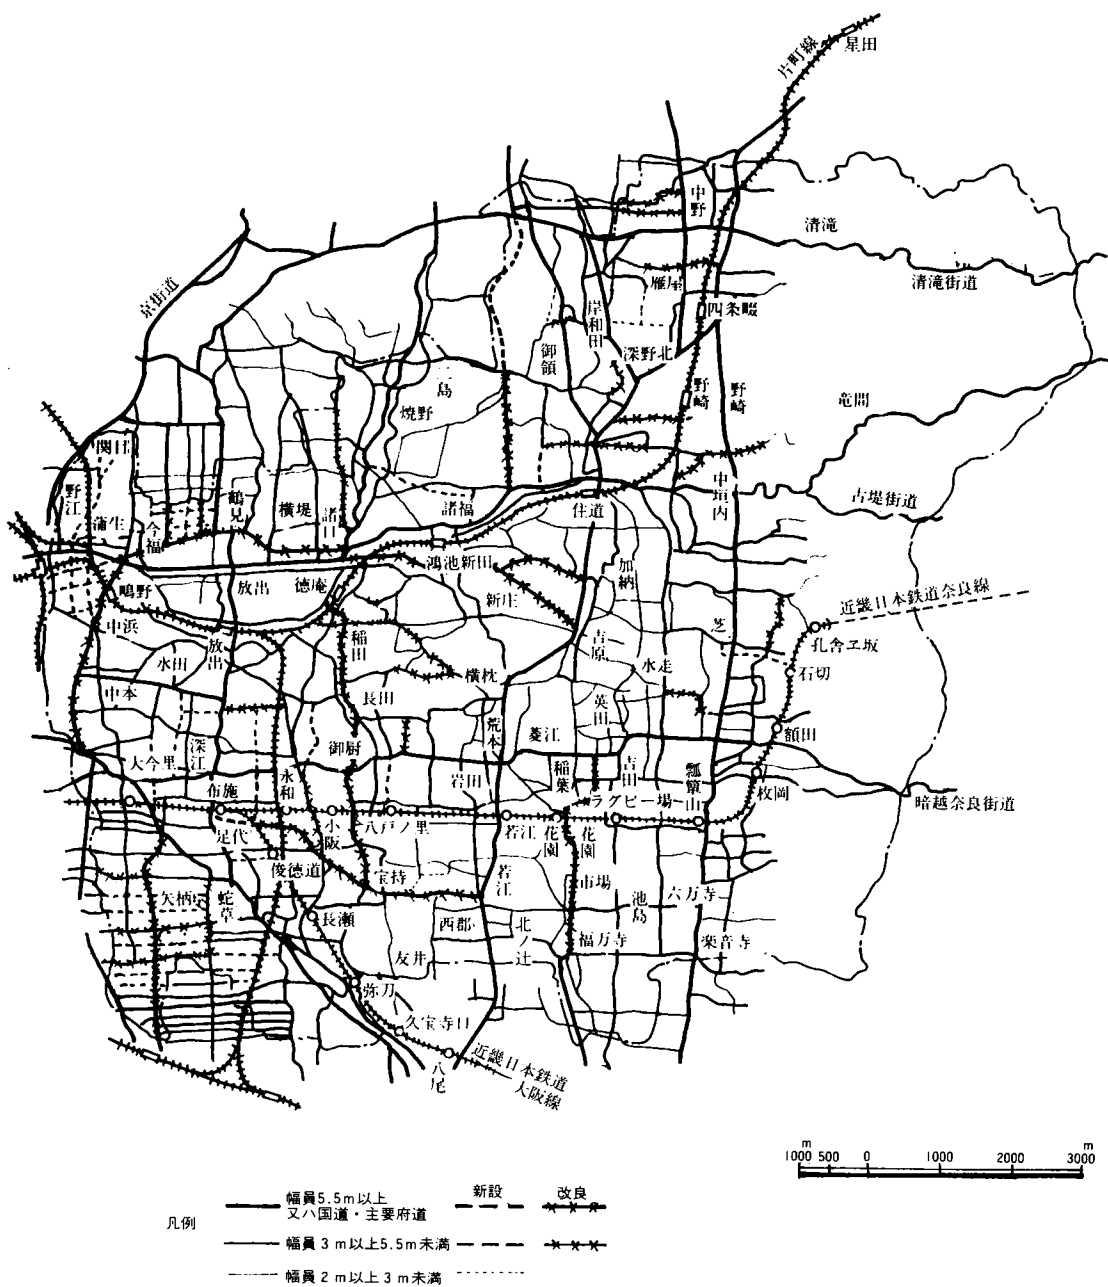 片町線
星田
中野
清滝
清滝街道
京街道
雁屋
四条畷
岸和田
深野北
御領
三島
焼野
野崎
野崎
竜間
関目
野江
蒲生
今福
鶴見
横堤
諸口
諸福
住道
中垣内
古堤街道
鴻池新田
加納
新庄
鴫野
放出
徳庵
中浜
放出
水田
稲田
吉原
芝
近畿日本鉄道奈良線
孔舎ヱ坂
石切
水走
横枕
中本
長田
荒本
英田
菱江
額田
深江
大今里
御厨
永和
岩田
稲葉
吉田
瓢簞山
枚岡
暗越奈良街道
布施
足代
小阪
八戸ノ里
若江
花園
花園
ラグビー場
俊徳道
宝持
若江
市場
池島
六万寺
矢柄
蛇草
長瀬
西郡
北ノ辻
福万寺
楽音寺
友井
弥刀
久宝寺口
八尾
近畿日本鉄道
大阪線
m
m
1000 500 0 1000 2000 3000
凡例
新設
改良
幅員5.5m以上
又ハ国道・主要府道
幅員3m以上5.5m未満
幅員2m以上3m未満